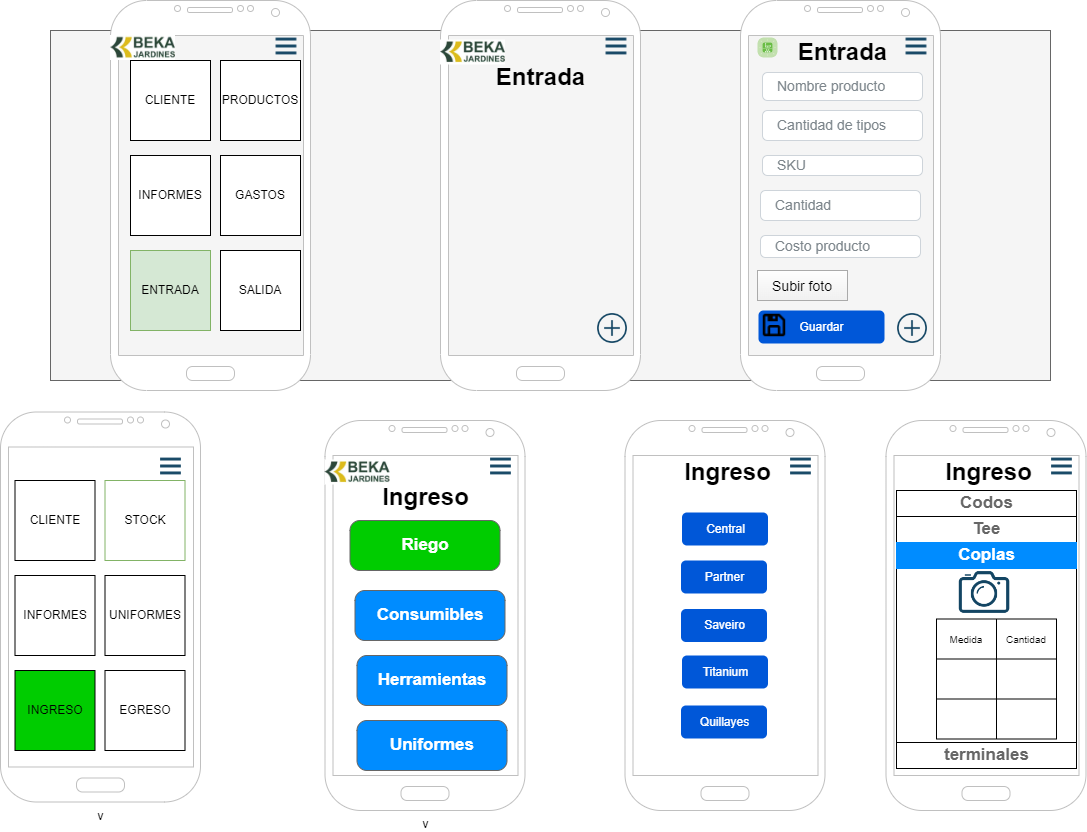 BEKA
JARDINES
CLIENTE
PRODUCTOS
INFORMES
GASTOS
ENTRADA
SALIDA
BEKA
JARDINES
Entrada
Entrada
Nombre producto
Cantidad de tipos
SKU
Cantidad
Costo producto
Subir foto
Guardar
CLIENTE
STOCK
INFORMES
UNIFORMES
INGRESO
EGRESO
v
BEKA
JARDINES
Ingreso
Riego
Consumibles
Herramientas
Uniformes
v
Ingreso
Central
Partner
Saveiro
Titanium
Quillayes
Ingreso
Codos
Tee
Coplas
Medida
Cantidad
terminales